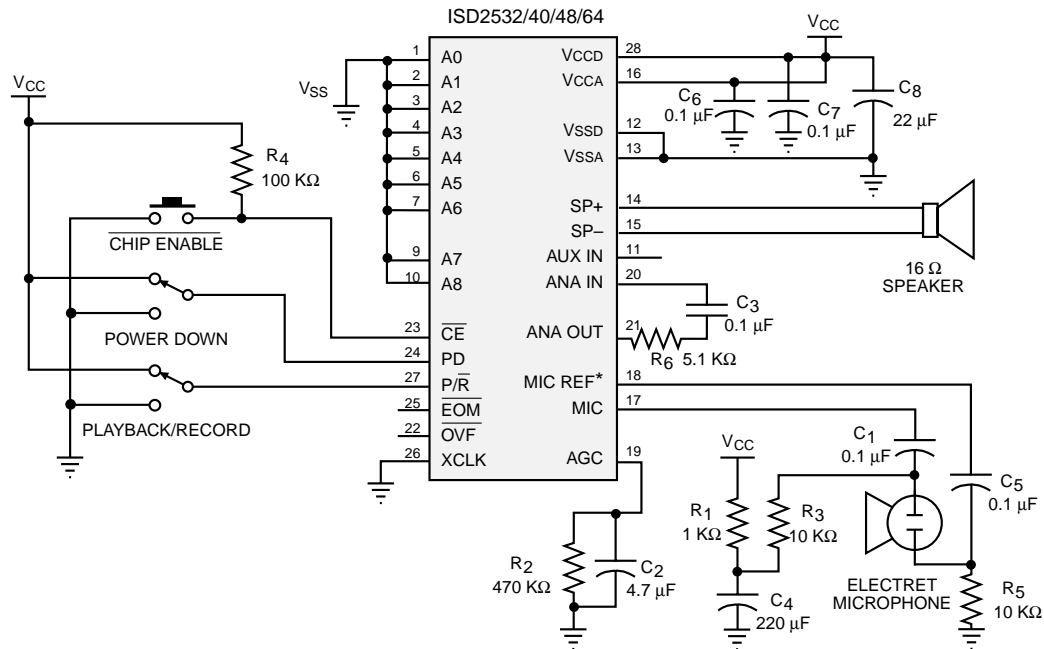 ISD2532/40/48/64
VCC
VSS
R4
100 KΩ
CHIP ENABLE
POWER DOWN
PLAYBACK/RECORD
1 A0
2 A1
3 A2
4 A3
5 A4
6 A5
7 A6
9 A7
10 A8
23 CE
24 PD
27 P/R
25 EOM
22 OVF
26 XCLK
VCCD 28
VCCA 16
VSSD 12
VSSA 13
SP+ 14
SP– 15
AUX IN 11
ANA IN 20
ANA OUT 21
MIC REF* 18
MIC 17
AGC 19
VCC
C6
0.1 µF
C7
0.1 µF
C8
22 µF
16 Ω
SPEAKER
C3
0.1 µF
R6 5.1 KΩ
C1
0.1 µF
C5
0.1 µF
VCC
R1
1 KΩ
R3
10 KΩ
R2
470 KΩ
C2
4.7 µF
C4
220 µF
ELECTRET
MICROPHONE
R5
10 KΩ